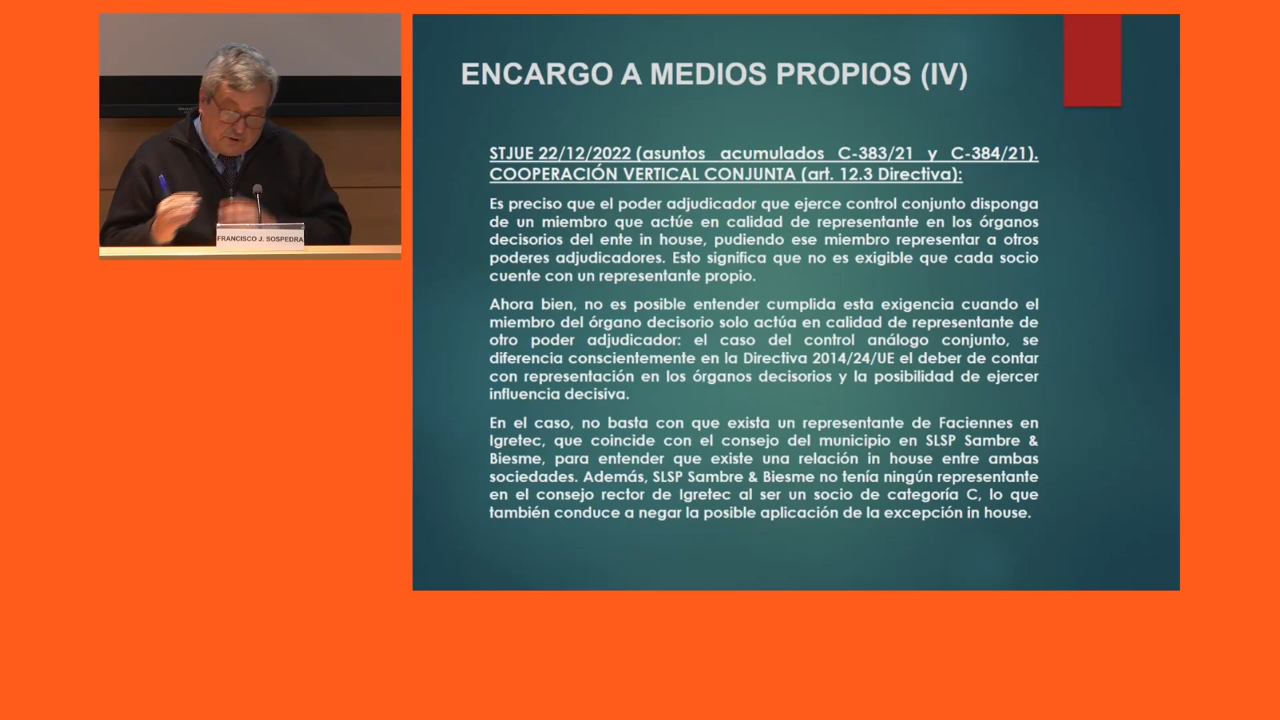 ENCARGO A MEDIOS PROPIOS (IV)
STJUE 22/12/2022 (asuntos acumulados C-383/21 y C-384/21).
COOPERACIÓN VERTICAL CONJUNTA (art. 12.3 Directiva):
Es preciso que el poder adjudicador que ejerce control conjunto disponga
de un miembro que actúe en calidad de representante en los órganos
decisorios del ente in house, pudiendo ese miembro representar a otros
poderes adjudicadores. Esto significa que no es exigible que cada socio
cuente con un representante propio.
Ahora bien, no es posible entender cumplida esta exigencia cuando el
miembro del órgano decisorio solo actúa en calidad de representante de
otro poder adjudicador: el caso del control análogo conjunto, se
diferencia conscientemente en la Directiva 2014/24/UE el deber de contar
con representación en los órganos decisorios y la posibilidad de ejercer
influencia decisiva.
En el caso, no basta con que exista un representante de Faciennes en
Igretec, que coincide con el consejo del municipio en SLSP Sambre &
Biesme, para entender que existe una relación in house entre ambas
sociedades. Además, SLSP Sambre & Biesme no tenía ningún representante
en el consejo rector de Igretec al ser un socio de categoría C, lo que
también conduce a negar la posible aplicación de la excepción in house.
FRANCISCO J. SOSPEDRA